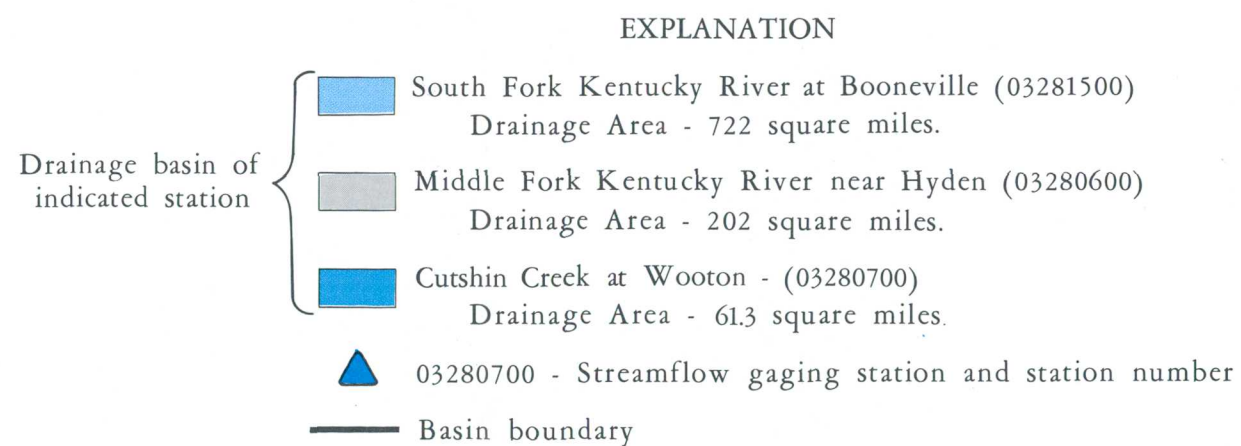 EXPLANATION
South Fork Kentucky River at Booneville (03281500)
Drainage Area - 722 square miles.
Drainage basin of
indicated station
Middle Fork Kentucky River near Hyden (03280600)
Drainage Area - 202 square miles.
Cutshin Creek at Wooton - (03280700)
Drainage Area - 61.3 square miles.
03280700 - Streamflow gaging station and station number
Basin boundary